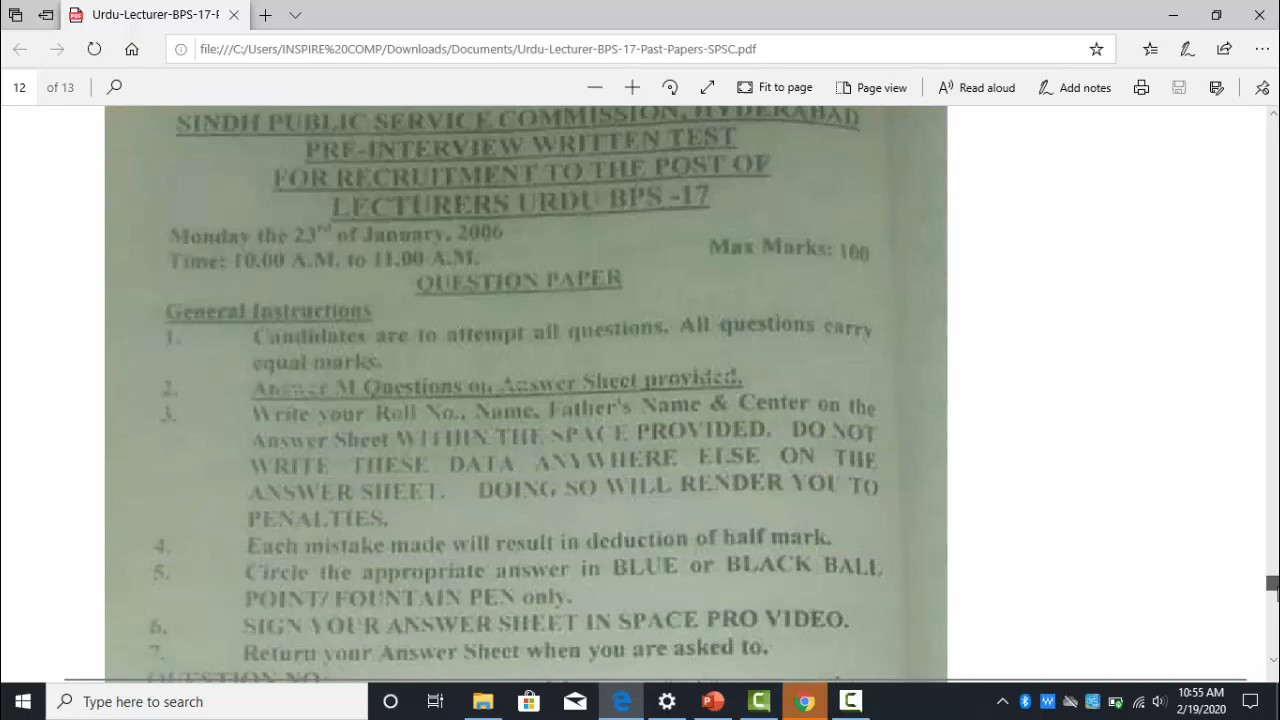 Urdu-Lecturer-BPS-17-P
file:///C:/Users/INSPIRE%20COMP/Downloads/Documents/Urdu-Lecturer-BPS-17-Past-Papers-SPSC.pdf
12 of 13 Fit to page Page view Read aloud Add notes
SINDH PUBLIC SERVICE COMMISSION, HYDERABAD
PRE-INTERVIEW WRITTEN TEST
FOR RECRUITMENT TO THE POST OF
LECTURERS URDU BPS -17
Monday the 23rd of January, 2006
Max Marks: 100
Time: 10.00 A.M. to 11.00 A.M.
QUESTION PAPER
General Instructions
1. Candidates are to attempt all questions. All questions carry
equal marks.
2. Answer M Questions on Answer Sheet provided.
3. Write your Roll No., Name, Father's Name & Center on the
Answer Sheet WITHIN THE SPACE PROVIDED. DO NOT
WRITE THESE DATA ANYWHERE ELSE ON THE
ANSWER SHEET. DOING SO WILL RENDER YOU TO
PENALTIES.
4. Each mistake made will result in deduction of half mark.
5. Circle the appropriate answer in BLUE or BLACK BALL
POINT/ FOUNTAIN PEN only.
6. SIGN YOUR ANSWER SHEET IN SPACE PRO VIDEO.
7. Return your Answer Sheet when you are asked to.
QUESTION NO:
Type here to search
10:55 AM
2/19/2020